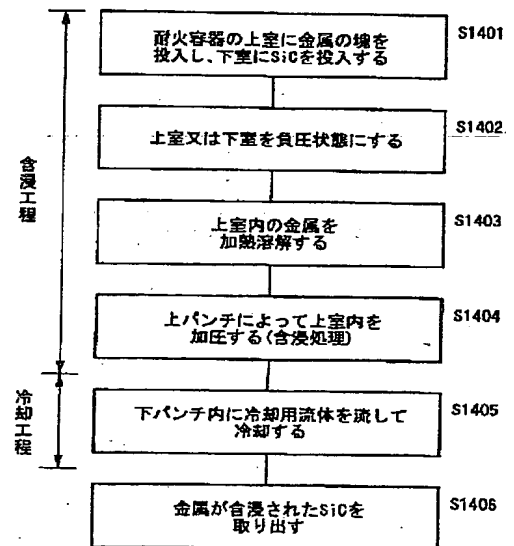 耐火容器の上室に金属の塊を
投入し、下室にSiCを投入する
S1401
上室又は下室を負圧状態にする
S1402
上室内の金属を
加熱溶解する
S1403
上パンチによって上室内を
加圧する(含浸処理)
S1404
含浸工程
下パンチ内に冷却用流体を流して
冷却する
S1405
冷却工程
金属が含浸されたSiCを
取り出す
S1406